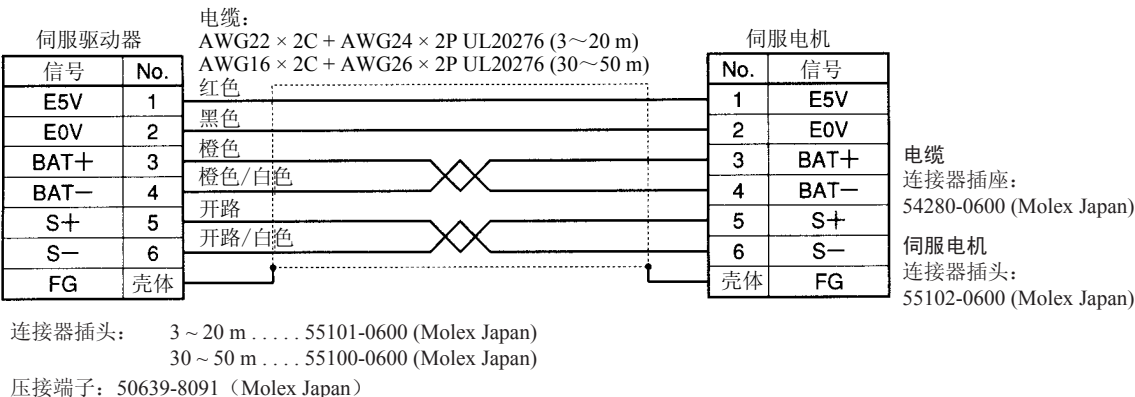 电缆：
AWG22 × 2C + AWG24 × 2P UL20276 (3～20 m)
AWG16 × 2C + AWG26 × 2P UL20276 (30～50 m)
伺服驱动器
伺服电机
信号 No.
No. 信号
E5V 1 红色 1 E5V
E0V 2 黑色 2 E0V
BAT+ 3 橙色 3 BAT+
BAT− 4 橙色/白色 4 BAT−
S+ 5 开路 5 S+
S− 6 开路/白色 6 S−
FG 壳体 壳体 FG
电缆
连接器插座：
54280-0600 (Molex Japan)
伺服电机
连接器插头：
55102-0600 (Molex Japan)
连接器插头： 3 ~ 20 m . . . . . 55101-0600 (Molex Japan)
30 ~ 50 m . . . . 55100-0600 (Molex Japan)
压接端子：50639-8091（Molex Japan）